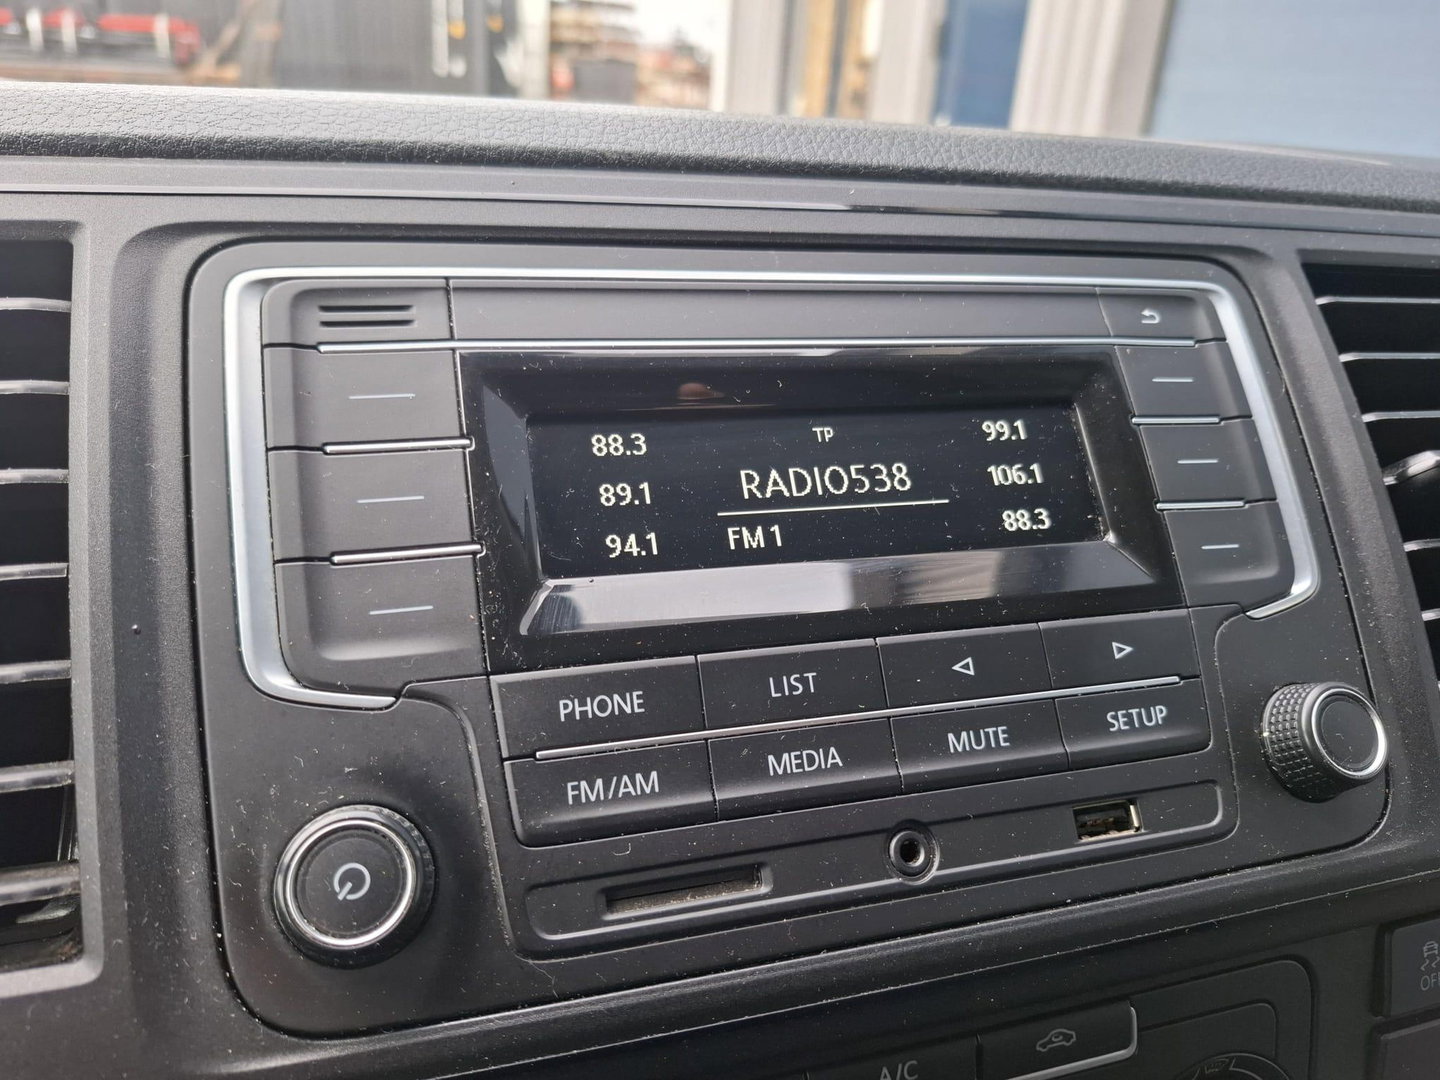 88.3 TP 99.1
89.1 RADIO538 106.1
94.1 FM 1 88.3
PHONE LIST
FM/AM MEDIA MUTE SETUP
A/C
OFF